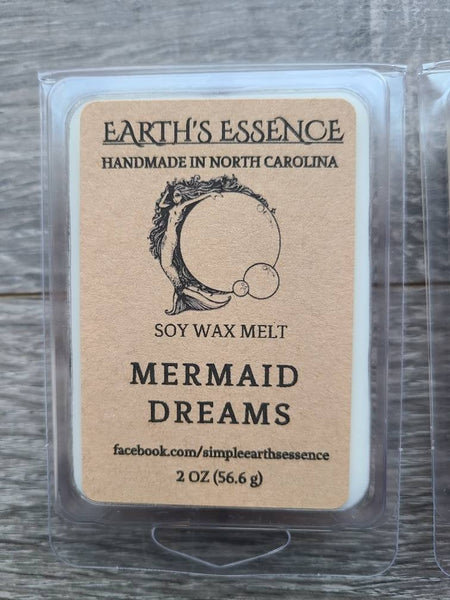 EARTH'S ESSENCE
HANDMADE IN NORTH CAROLINA
SOY WAX MELT
MERMAID
DREAMS
facebook.com/simpleearthsessence
2 OZ (56.6 g)